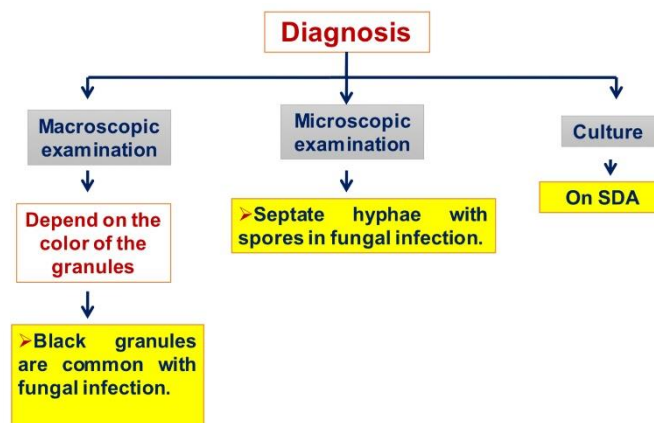 Diagnosis
Macroscopic
examination
Microscopic
examination
Culture
Depend on the
color of the
granules
➢Septate hyphae with
spores in fungal infection.
On SDA
➢Black granules
are common with
fungal infection.